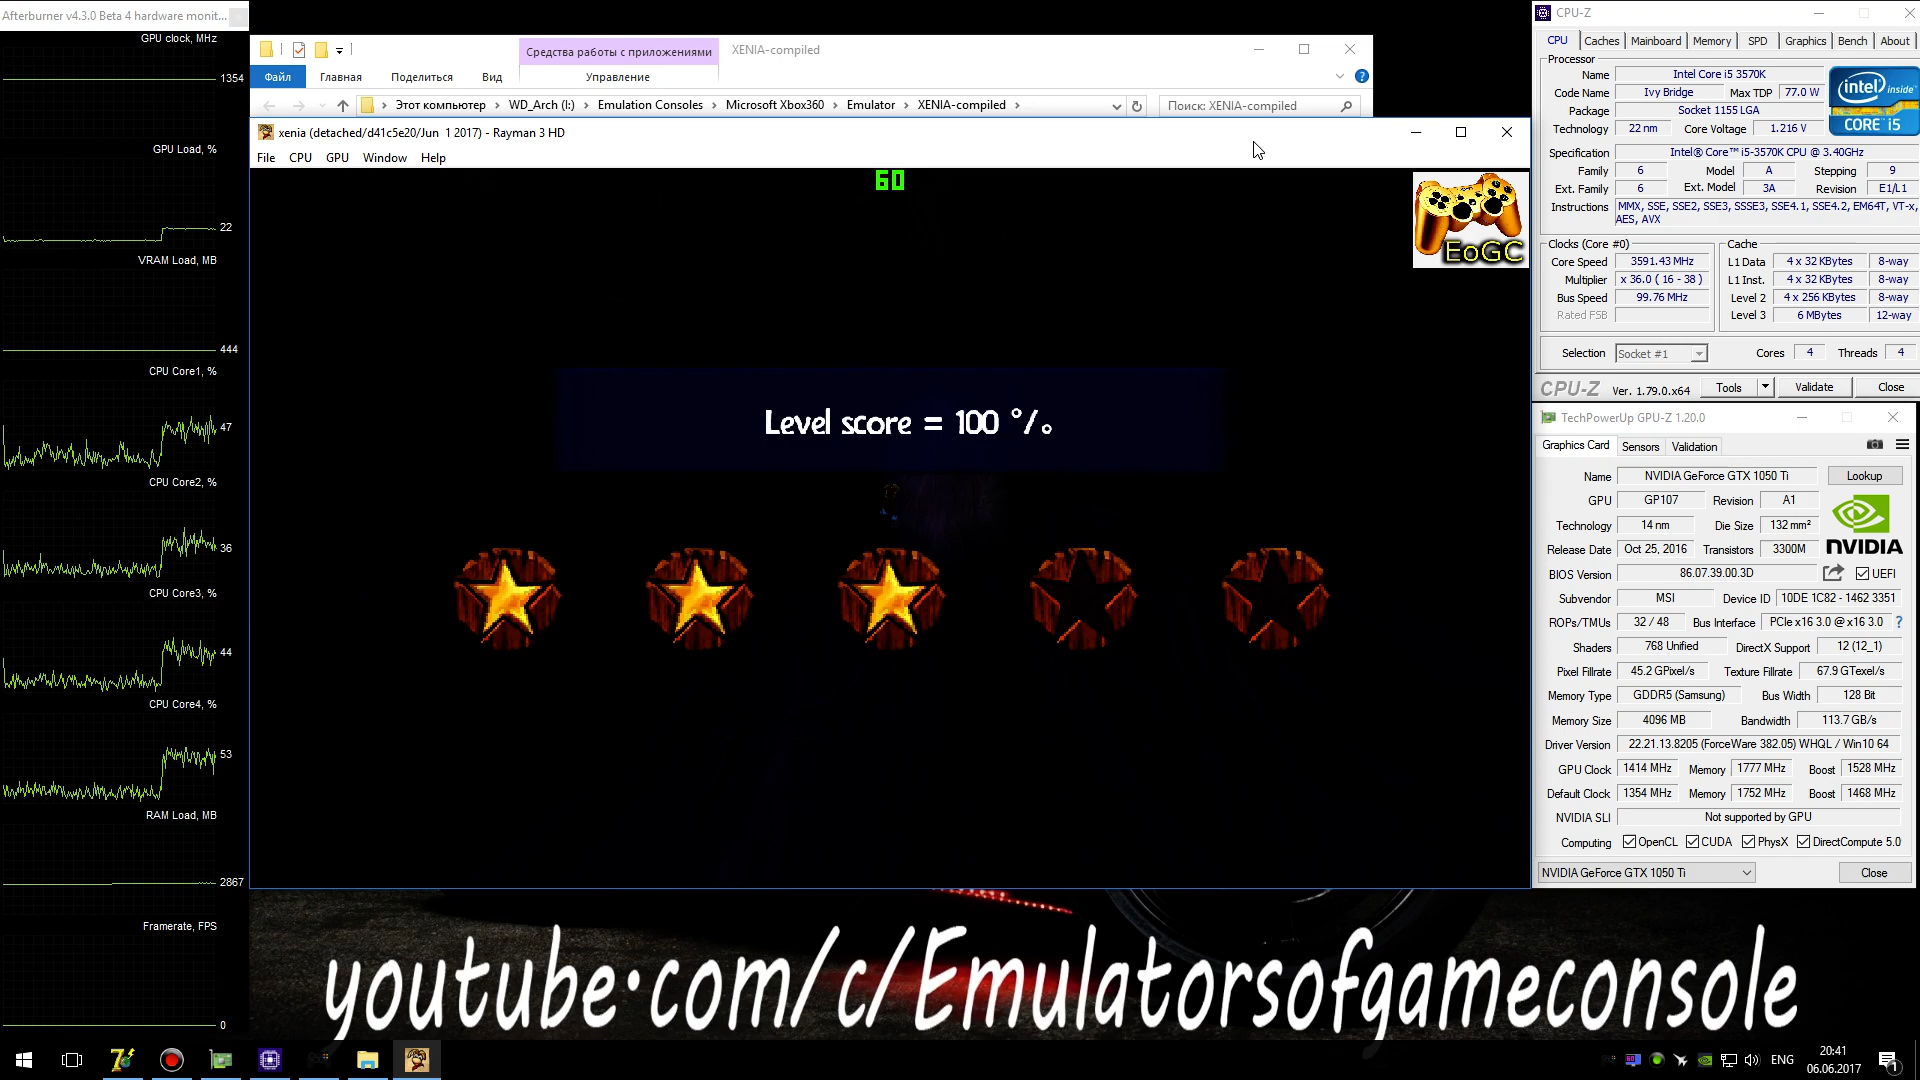 Afterburner v4.3.0 Beta 4 hardware monit...
GPU clock, MHz
1354
GPU Load, %
22
VRAM Load, MB
444
CPU Core1, %
47
CPU Core2, %
36
CPU Core3, %
44
CPU Core4, %
53
RAM Load, MB
2867
Framerate, FPS
0
Средства работы с приложениями
XENIA-compiled
Файл
Главная
Поделиться
Вид
Управление
Этот компьютер
WD_Arch (I:)
Emulation Consoles
Microsoft Xbox360
Emulator
XENIA-compiled
Поиск: XENIA-compiled
xenia (detached/d41c5e20/Jun 1 2017) - Rayman 3 HD
File CPU GPU Window Help
60
EoGC
Level score = 100 %
youtube.com/c/Emulatorsofgameconsole
CPU-Z
CPU Caches Mainboard Memory SPD Graphics Bench About
Processor
Name Intel Core i5 3570K
Code Name Ivy Bridge Max TDP 77.0 W
Package Socket 1155 LGA
Technology 22 nm Core Voltage 1.216 V
intel inside™
CORE i5
Specification Intel® Core™ i5-3570K CPU @ 3.40GHz
Family 6 Model A Stepping 9
Ext. Family 6 Ext. Model 3A Revision E1/L1
Instructions MMX, SSE, SSE2, SSE3, SSSE3, SSE4.1, SSE4.2, EM64T, VT-x,
AES, AVX
Clocks (Core #0)
Core Speed 3591.43 MHz
Multiplier x 36.0 ( 16 - 38 )
Bus Speed 99.76 MHz
Rated FSB
Cache
L1 Data 4 x 32 KBytes 8-way
L1 Inst. 4 x 32 KBytes 8-way
Level 2 4 x 256 KBytes 8-way
Level 3 6 MBytes 12-way
Selection Socket #1 Cores 4 Threads 4
CPU-Z Ver. 1.79.0.x64 Tools Validate Close
TechPowerUp GPU-Z 1.20.0
Graphics Card Sensors Validation
Name NVIDIA GeForce GTX 1050 Ti Lookup
GPU GP107 Revision A1
Technology 14 nm Die Size 132 mm²
Release Date Oct 25, 2016 Transistors 3300M
NVIDIA
BIOS Version 86.07.39.00.3D UEFI
Subvendor MSI Device ID 10DE 1C82 - 1462 3351
ROPs/TMUs 32 / 48 Bus Interface PCIe x16 3.0 @ x16 3.0 ?
Shaders 768 Unified DirectX Support 12 (12_1)
Pixel Fillrate 45.2 GPixel/s Texture Fillrate 67.9 GTexel/s
Memory Type GDDR5 (Samsung) Bus Width 128 Bit
Memory Size 4096 MB Bandwidth 113.7 GB/s
Driver Version 22.21.13.8205 (ForceWare 382.05) WHQL / Win10 64
GPU Clock 1414 MHz Memory 1777 MHz Boost 1528 MHz
Default Clock 1354 MHz Memory 1752 MHz Boost 1468 MHz
NVIDIA SLI Not supported by GPU
Computing OpenCL CUDA PhysX DirectCompute 5.0
NVIDIA GeForce GTX 1050 Ti Close
ENG
20:41
06.06.2017
1